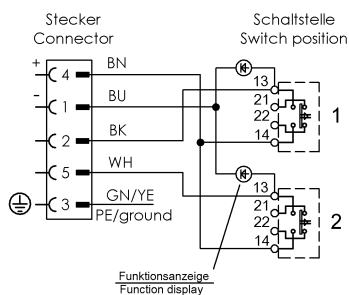 Stecker
Connector
Schaltstelle
Switch position
+ 4 BN
- 1 BU
2 BK
5 WH
3 GN/YE
PE/ground
13
21
22
14
1
13
21
22
14
2
Funktionsanzeige
Function display